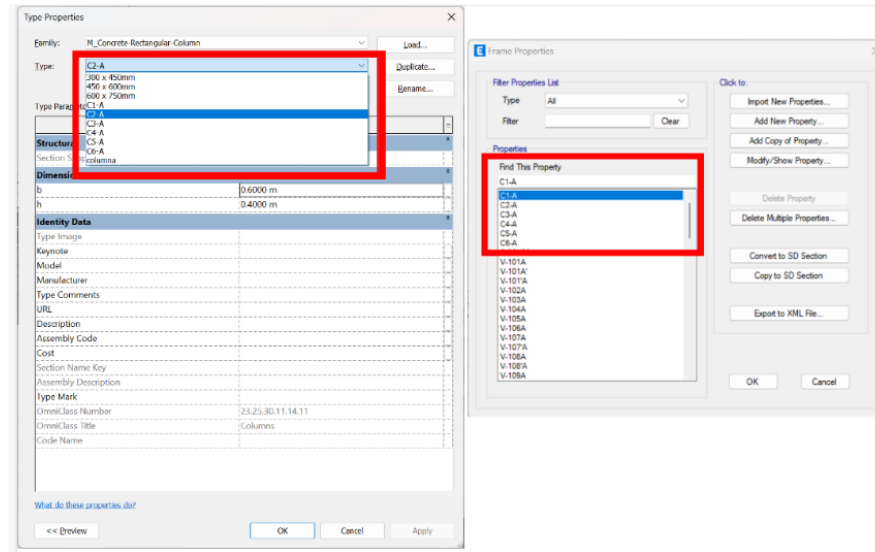 Type Properties
Family: M_Concrete-Rectangular-Column Load...
Type: C2-A Duplicate...
300 x 450mm
450 x 600mm
600 x 750mm
Rename...
Type Parame
C1-A
C2-A
C3-A
C4-A
C5-A
C6-A
columna
Structura
Section S
Dimension
b 0.6000 m
h 0.4000 m
Identity Data
Type Image
Keynote
Model
Manufacturer
Type Comments
URL
Description
Assembly Code
Cost
Section Name Key
Assembly Description
Type Mark
OmniClass Number 23.25.30.11.14.11
OmniClass Title Columns
Code Name
What do these properties do?
<< Preview OK Cancel Apply
E Frame Properties
Filter Properties List
Type All
Filter Clear
Properties
Find This Property
C1-A
C1-A
C2-A
C3-A
C4-A
C5-A
C6-A
V-101A
V-101A'
V-101'A
V-102A
V-103A
V-104A
V-105A
V-106A
V-107A
V-107'A
V-108A
V-108'A
V-109A
Click to:
Import New Properties...
Add New Property...
Add Copy of Property...
Modify/Show Property...
Delete Property
Delete Multiple Properties...
Convert to SD Section
Copy to SD Section
Export to XML File...
OK Cancel